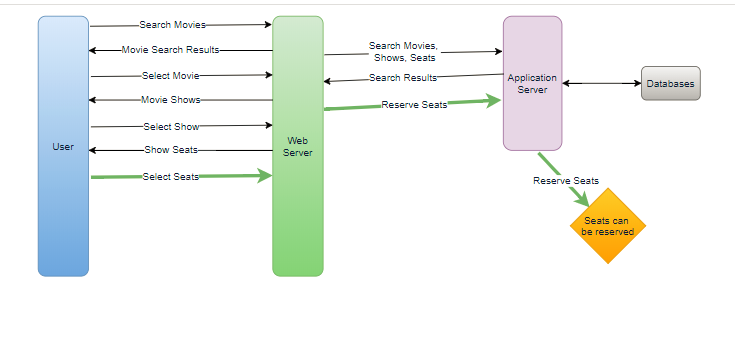 Search Movies
Movie Search Results
Select Movie
Movie Shows
Select Show
Show Seats
Select Seats
User
Web
Server
Search Movies,
Shows, Seats
Search Results
Reserve Seats
Application
Server
Databases
Reserve Seats
Seats can
be reserved